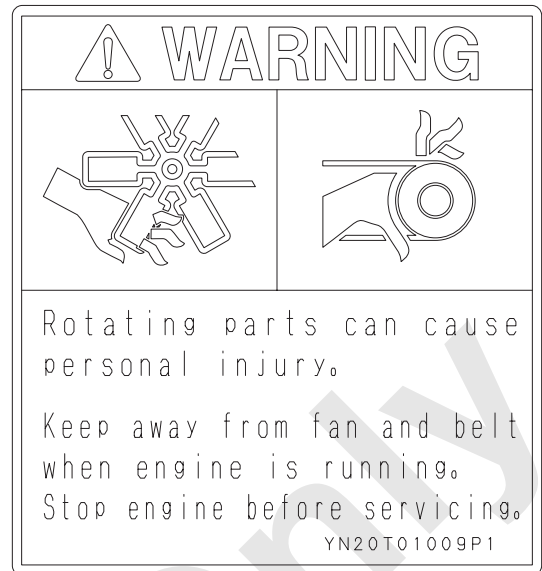 WARNING
Rotating parts can cause
personal injury.
Keep away from fan and belt
when engine is running.
Stop engine before servicing.
YN20T01009P1